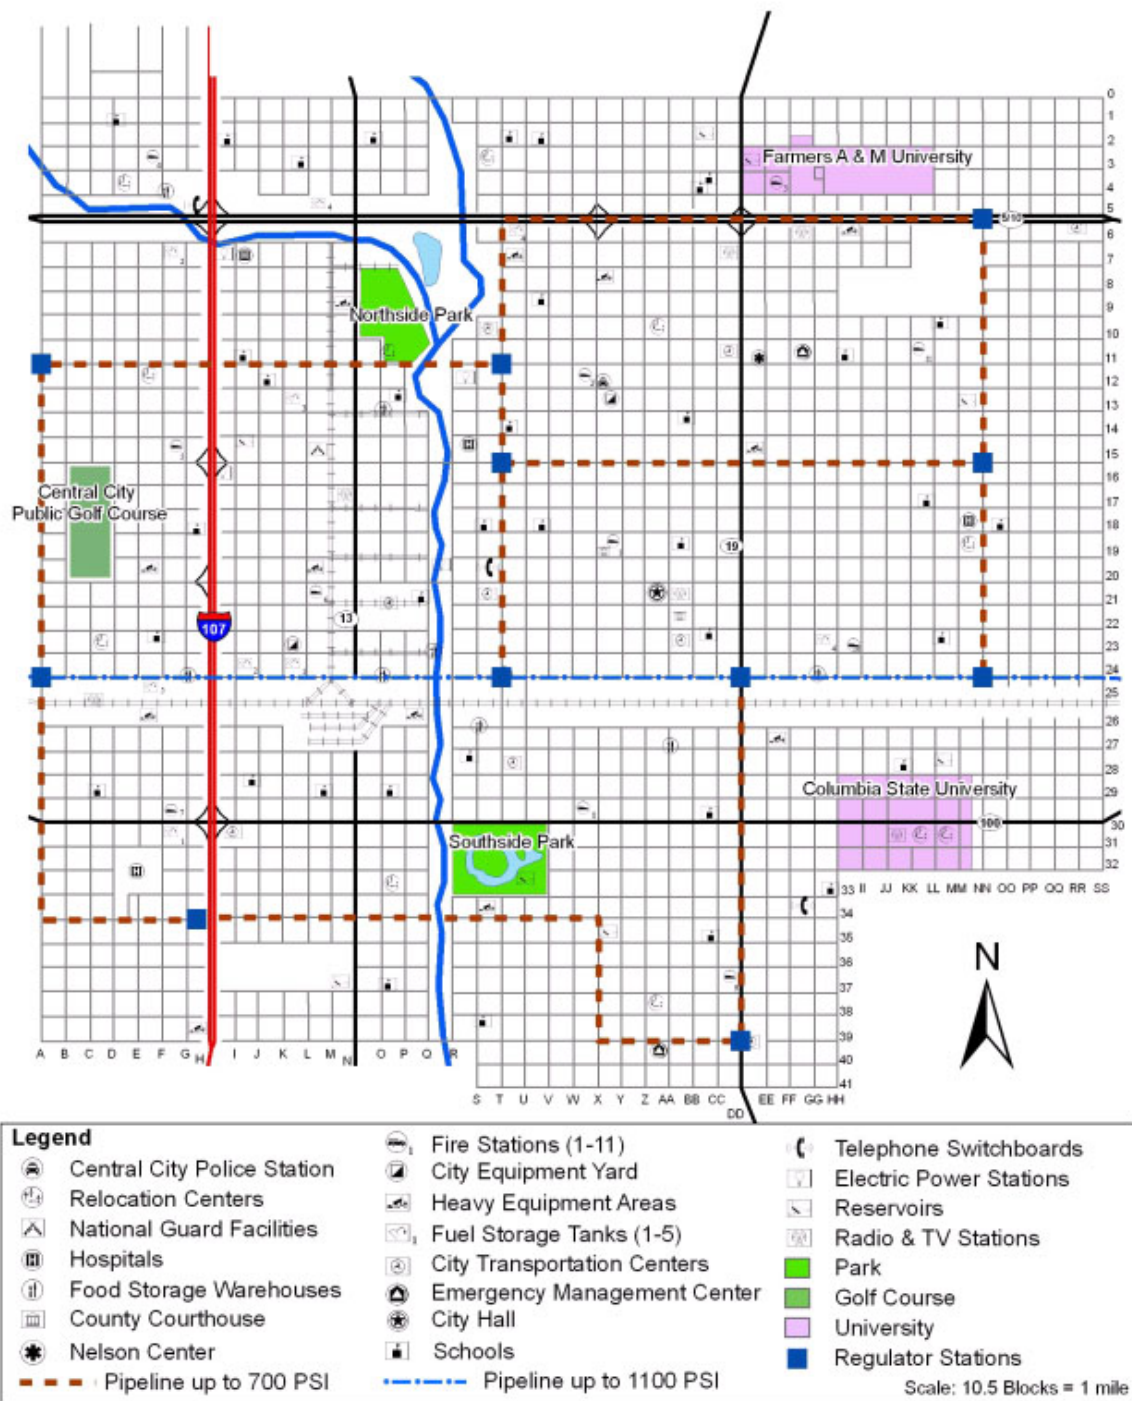 0
1
2
3
4
5
6
7
8
9
10
11
12
13
14
15
16
17
18
19
20
21
22
23
24
25
26
27
28
29
30
31
32
33
34
35
36
37
38
39
40
41
Farmers A & M University
5/10
Northside Park
Central City
Public Golf Course
19
13
107
Columbia State University
100
Southside Park
II JJ KK LL MM NN OO PP QQ RR SS
N
A B C D E F G H I J K L M N O P Q R
S T U V W X Y Z AA BB CC DD EE FF GG HH
Legend
Central City Police Station
Relocation Centers
National Guard Facilities
Hospitals
Food Storage Warehouses
County Courthouse
Nelson Center
Pipeline up to 700 PSI
Fire Stations (1-11)
City Equipment Yard
Heavy Equipment Areas
Fuel Storage Tanks (1-5)
City Transportation Centers
Emergency Management Center
City Hall
Schools
Pipeline up to 1100 PSI
Telephone Switchboards
Electric Power Stations
Reservoirs
Radio & TV Stations
Park
Golf Course
University
Regulator Stations
Scale: 10.5 Blocks = 1 mile